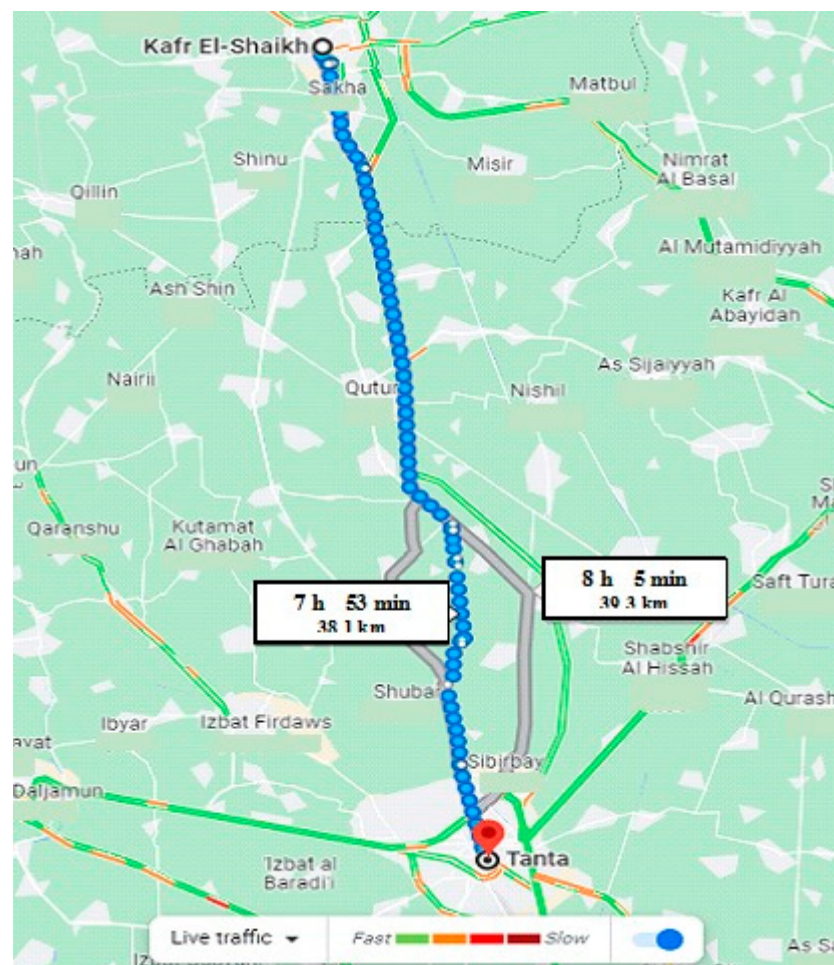 Kafr El-Shaikh
Sakha
Matbul
Shinu
Misir
Nimrat
Al Basal
Qillin
Al Mutamidiyyah
Ash Shin
Kafr Al
Abayidah
As Sijaiyyah
Nairii
Qutur
Nishil
Qaranshu
Kutamat
Al Ghabah
8 h 5 min
39.3 km
7 h 53 min
38.1 km
Saft Tura
Shabshir
Al Hissah
Shubat
Al Qurash
Ibyar
Izbat Firdaws
Sibirbay
Daljamun
Tanta
'Izbat al
Baradi'i
Live traffic
Fast
Slow
As Sa